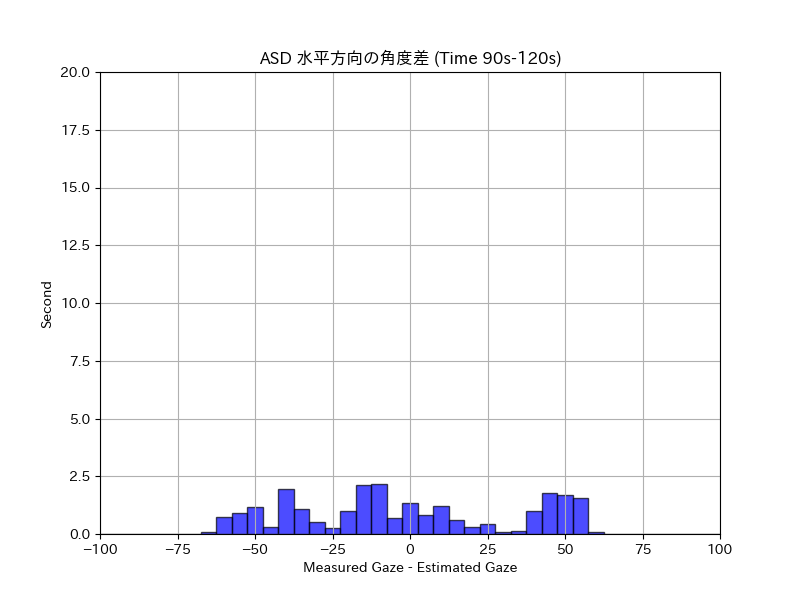 ASD 水平方向の角度差 (Time 90s-120s)
20.0
17.5
15.0
12.5
10.0
7.5
5.0
2.5
0.0
Second
−100 −75 −50 −25 0 25 50 75 100
Measured Gaze - Estimated Gaze